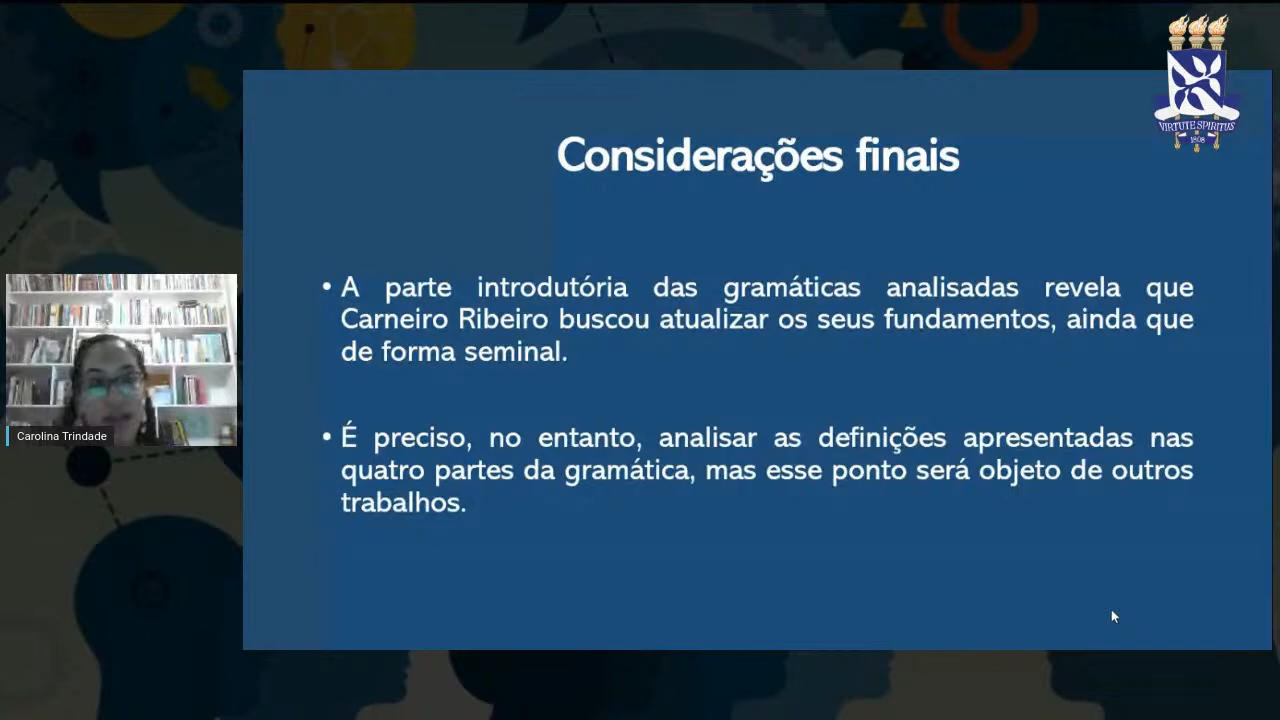 VIRTUTE SPIRITUS
1808
Considerações finais
• A parte introdutória das gramáticas analisadas revela que
Carneiro Ribeiro buscou atualizar os seus fundamentos, ainda que
de forma seminal.
• É preciso, no entanto, analisar as definições apresentadas nas
quatro partes da gramática, mas esse ponto será objeto de outros
trabalhos.
Carolina Trindade